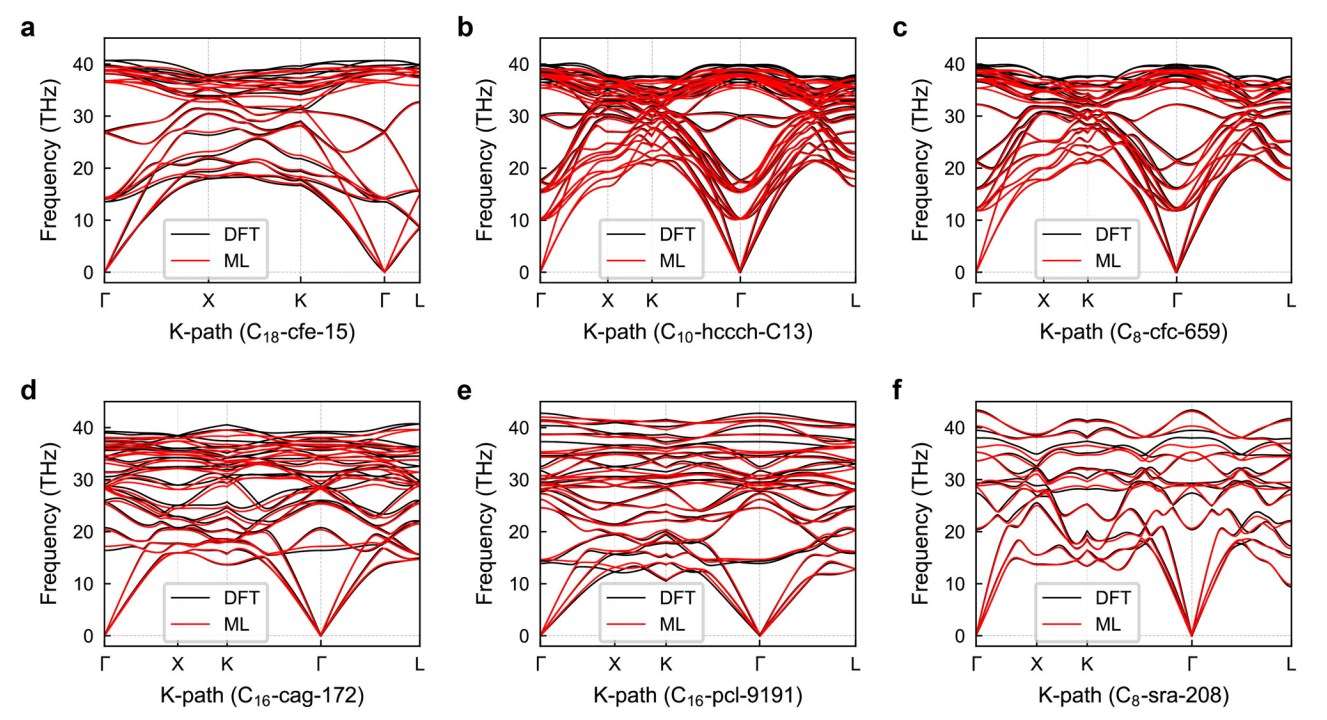 a
40
30
20
10
0
Frequency (THz)
DFT
ML
Γ X K Γ L
K-path (C₁₈-cfe-15)
b
40
30
20
10
0
Frequency (THz)
DFT
ML
Γ X K Γ L
K-path (C₁₀-hccch-C13)
c
40
30
20
10
0
Frequency (THz)
DFT
ML
Γ X K Γ L
K-path (C₈-cfc-659)
d
40
30
20
10
0
Frequency (THz)
DFT
ML
Γ X K Γ L
K-path (C₁₆-cag-172)
e
40
30
20
10
0
Frequency (THz)
DFT
ML
Γ X K Γ L
K-path (C₁₆-pcl-9191)
f
40
30
20
10
0
Frequency (THz)
DFT
ML
Γ X K Γ L
K-path (C₈-sra-208)